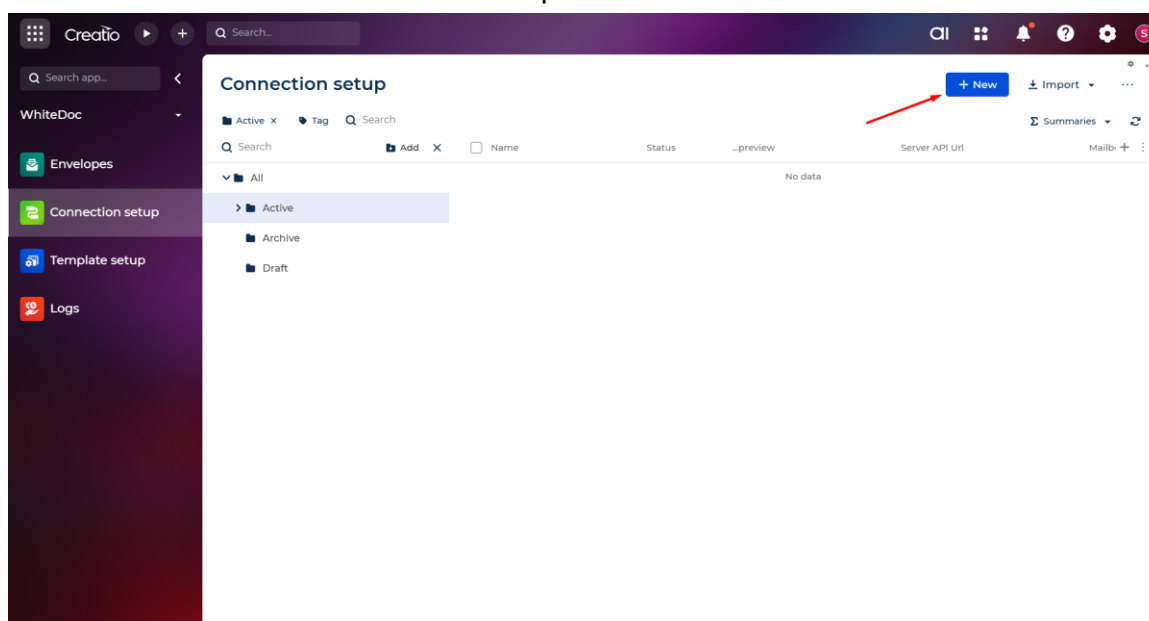 Creatio
Search...
ai
S
Search app...
WhiteDoc
Envelopes
Connection setup
Template setup
Logs
Connection setup
+ New
Import
Active x
Tag
Search
Σ Summaries
Search
Add
Name
Status
...preview
Server API Url
All
No data
Active
Archive
Draft